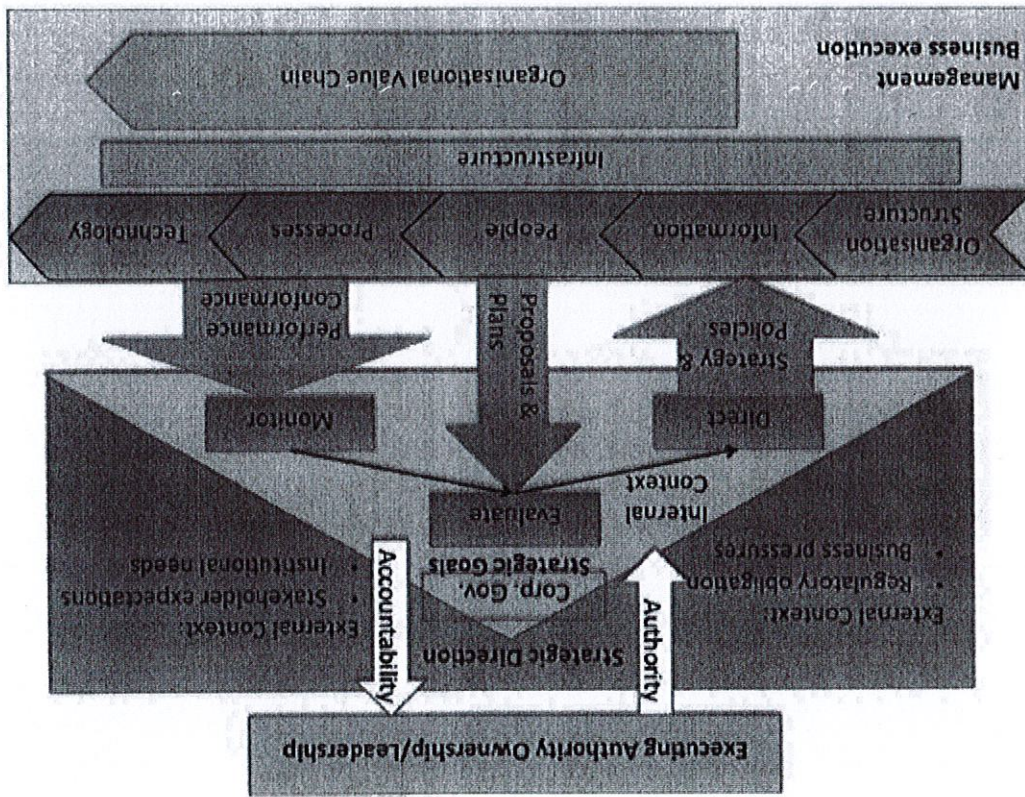 Executing Authority Ownership/Leadership
Authority
Accountability
Strategic Direction
External Context:
• Regulatory obligation
• Business pressures
External Context:
• Stakeholder expectations
• Institutional needs
Corp. Gov.
Strategic Goals
Internal
Context
Evaluate
Direct
Monitor
Strategy &
Policies
Proposals &
Plans
Performance
Conformance
Organisation
Structure
Information
People
Processes
Technology
Infrastructure
Organisational Value Chain
Management
Business execution